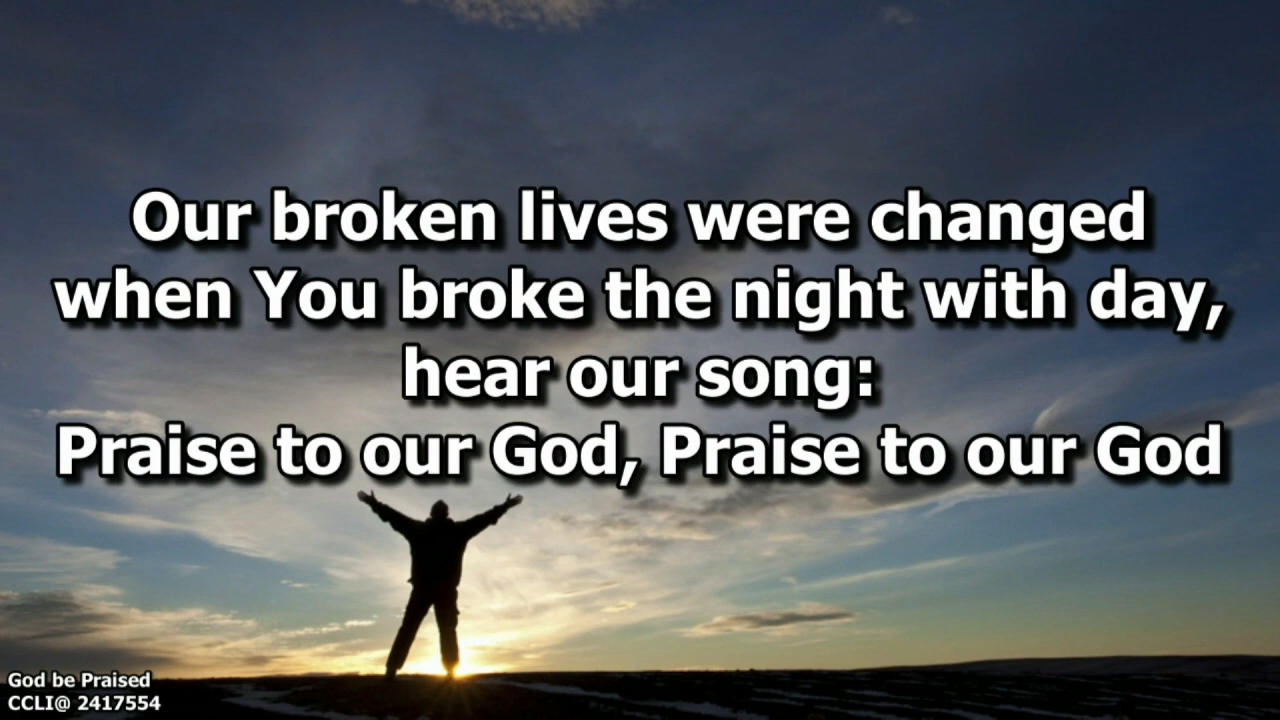 Our broken lives were changed
when You broke the night with day,
hear our song:
Praise to our God, Praise to our God
God be Praised
CCLI@ 2417554